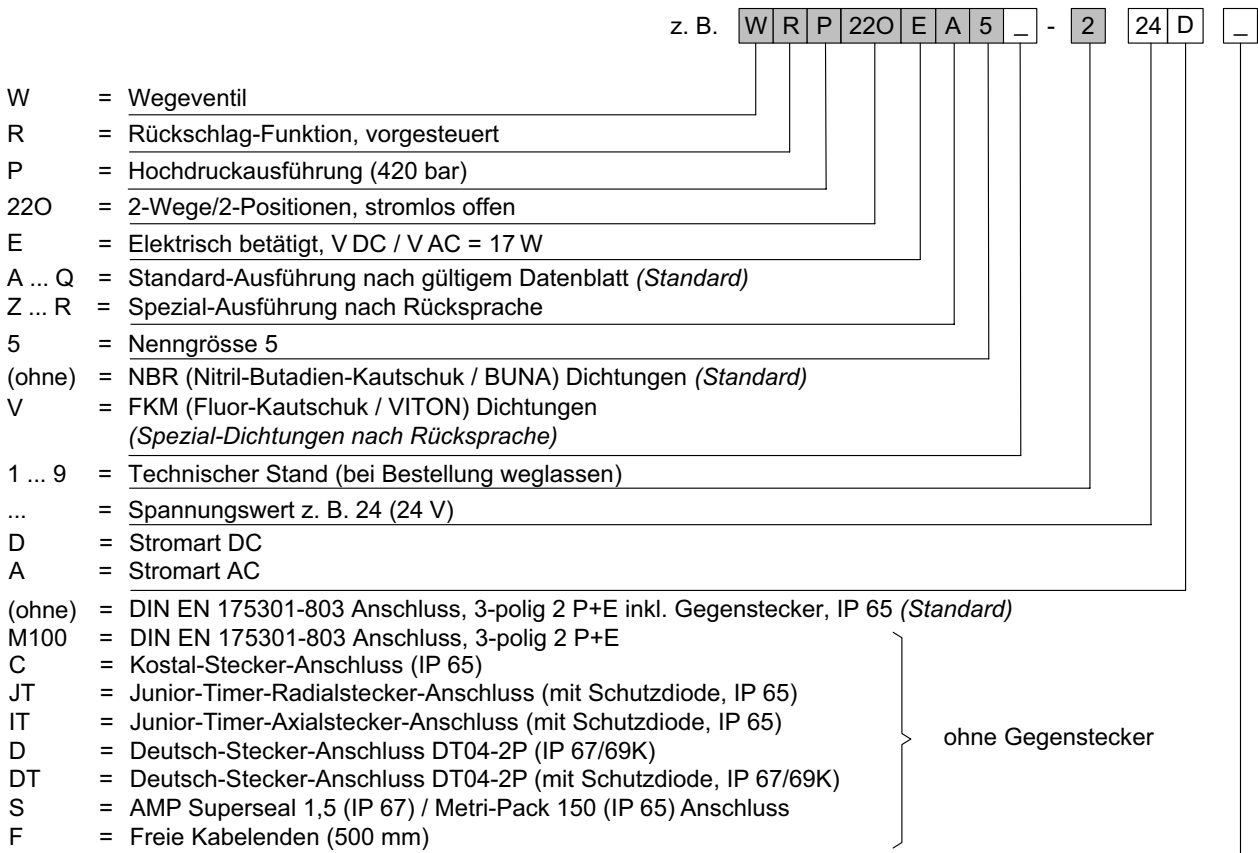 z. B. W R P 22O E A 5 _ - 2 24 D _
W = Wegeventil
R = Rückschlag-Funktion, vorgesteuert
P = Hochdruckausführung (420 bar)
22O = 2-Wege/2-Positionen, stromlos offen
E = Elektrisch betätigt, V DC / V AC = 17 W
A ... Q = Standard-Ausführung nach gültigem Datenblatt (Standard)
Z ... R = Spezial-Ausführung nach Rücksprache
5 = Nenngrösse 5
(ohne) = NBR (Nitril-Butadien-Kautschuk / BUNA) Dichtungen (Standard)
V = FKM (Fluor-Kautschuk / VITON) Dichtungen
(Spezial-Dichtungen nach Rücksprache)
1 ... 9 = Technischer Stand (bei Bestellung weglassen)
... = Spannungswert z. B. 24 (24 V)
D = Stromart DC
A = Stromart AC
(ohne) = DIN EN 175301-803 Anschluss, 3-polig 2 P+E inkl. Gegenstecker, IP 65 (Standard)
M100 = DIN EN 175301-803 Anschluss, 3-polig 2 P+E
C = Kostal-Stecker-Anschluss (IP 65)
JT = Junior-Timer-Radialstecker-Anschluss (mit Schutzdiode, IP 65)
IT = Junior-Timer-Axialstecker-Anschluss (mit Schutzdiode, IP 65)
D = Deutsch-Stecker-Anschluss DT04-2P (IP 67/69K)
DT = Deutsch-Stecker-Anschluss DT04-2P (mit Schutzdiode, IP 67/69K)
S = AMP Superseal 1,5 (IP 67) / Metri-Pack 150 (IP 65) Anschluss
F = Freie Kabelenden (500 mm)
ohne Gegenstecker